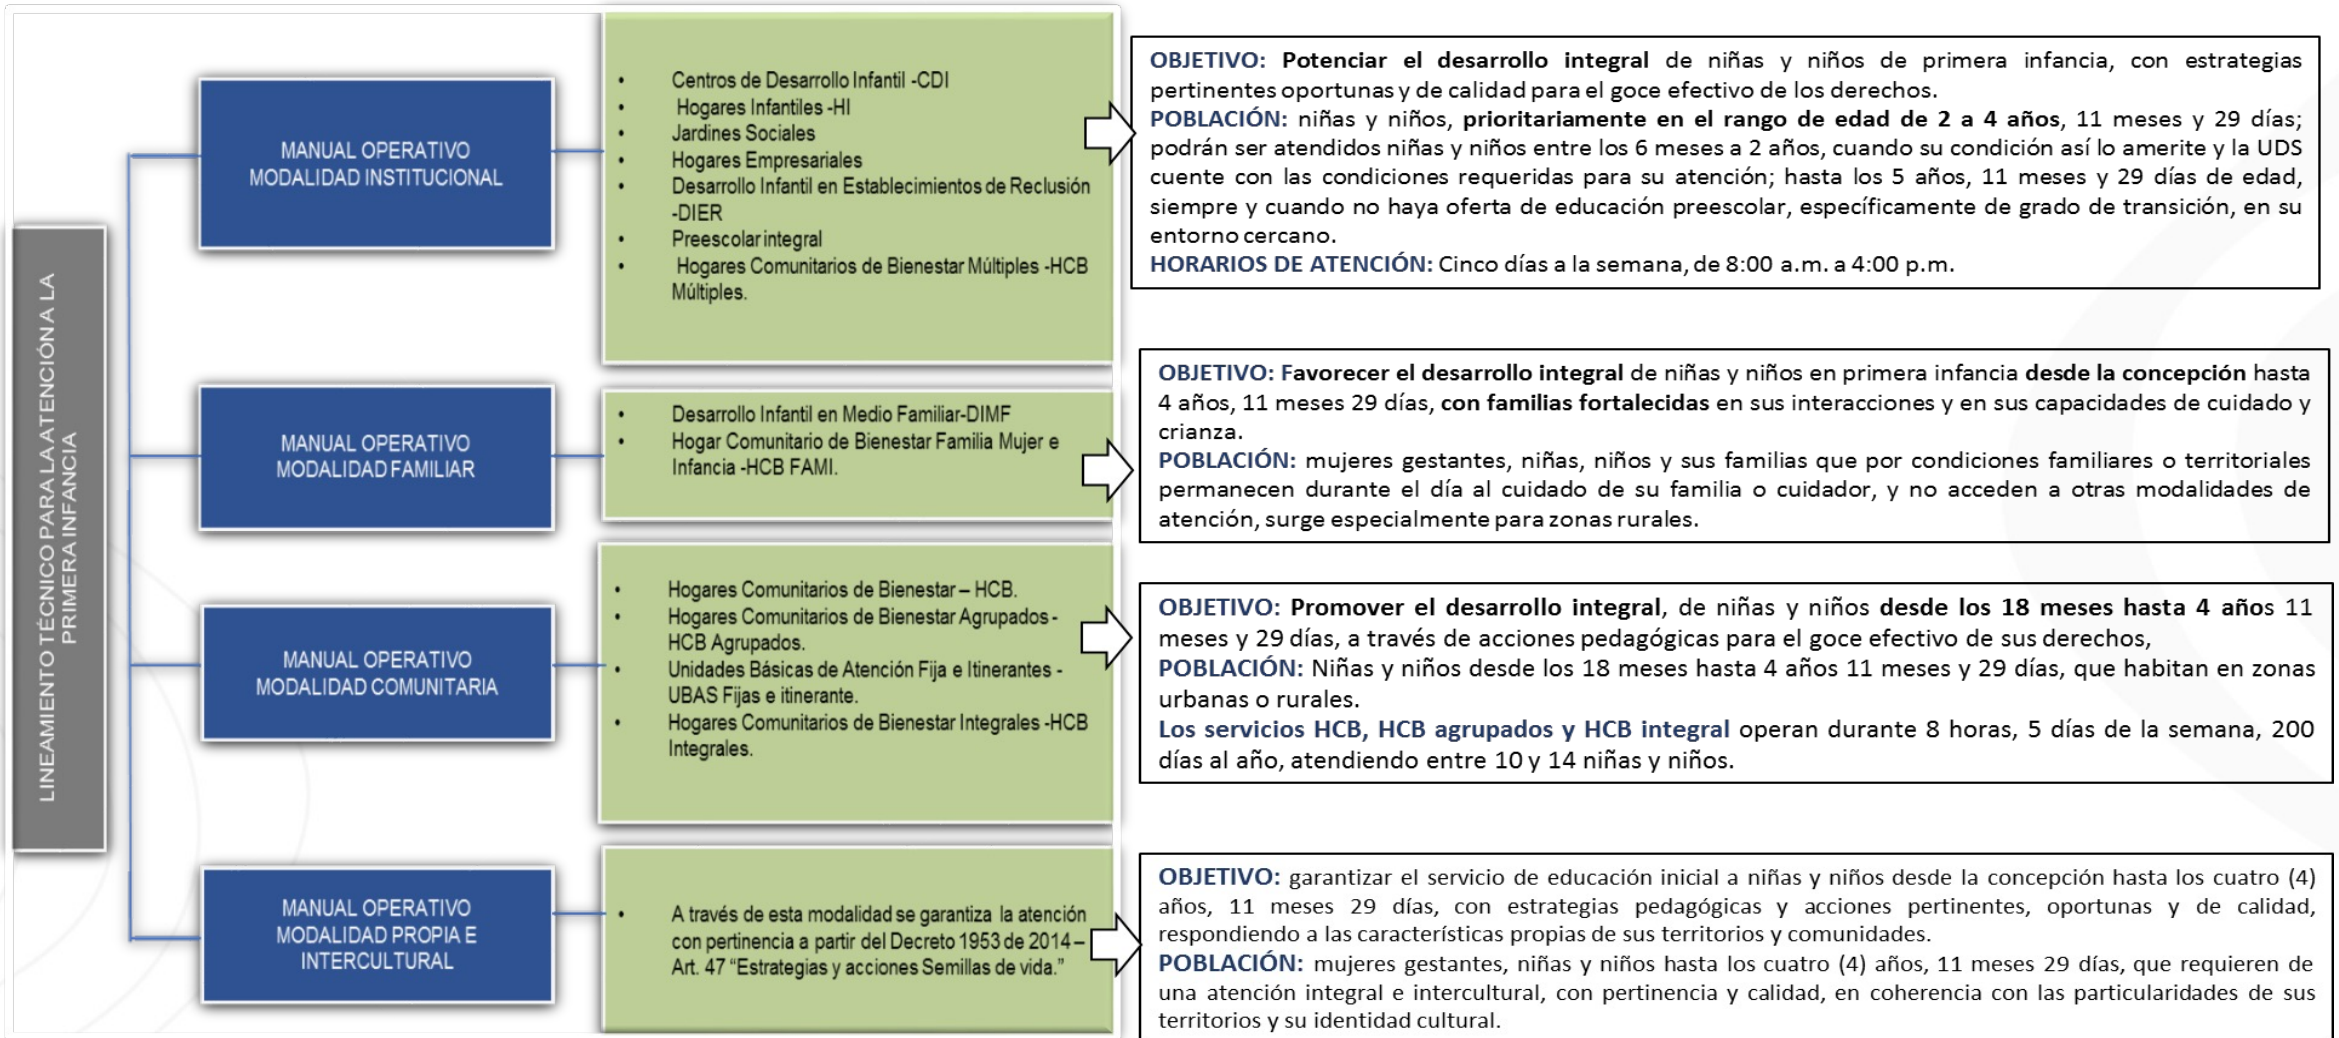 LINEAMIENTO TÉCNICO PARA LA ATENCIÓN A LA
PRIMERA INFANCIA
MANUAL OPERATIVO
MODALIDAD INSTITUCIONAL
• Centros de Desarrollo Infantil -CDI
• Hogares Infantiles -HI
• Jardines Sociales
• Hogares Empresariales
• Desarrollo Infantil en Establecimientos de Reclusión
-DIER
• Preescolar integral
• Hogares Comunitarios de Bienestar Múltiples -HCB
Múltiples.
OBJETIVO: Potenciar el desarrollo integral de niñas y niños de primera infancia, con estrategias
pertinentes oportunas y de calidad para el goce efectivo de los derechos.
POBLACIÓN: niñas y niños, prioritariamente en el rango de edad de 2 a 4 años, 11 meses y 29 días;
podrán ser atendidos niñas y niños entre los 6 meses a 2 años, cuando su condición así lo amerite y la UDS
cuente con las condiciones requeridas para su atención; hasta los 5 años, 11 meses y 29 días de edad,
siempre y cuando no haya oferta de educación preescolar, específicamente de grado de transición, en su
entorno cercano.
HORARIOS DE ATENCIÓN: Cinco días a la semana, de 8:00 a.m. a 4:00 p.m.
MANUAL OPERATIVO
MODALIDAD FAMILIAR
• Desarrollo Infantil en Medio Familiar-DIMF
• Hogar Comunitario de Bienestar Familia Mujer e
Infancia -HCB FAMI.
OBJETIVO: Favorecer el desarrollo integral de niñas y niños en primera infancia desde la concepción hasta
4 años, 11 meses 29 días, con familias fortalecidas en sus interacciones y en sus capacidades de cuidado y
crianza.
POBLACIÓN: mujeres gestantes, niñas, niños y sus familias que por condiciones familiares o territoriales
permanecen durante el día al cuidado de su familia o cuidador, y no acceden a otras modalidades de
atención, surge especialmente para zonas rurales.
MANUAL OPERATIVO
MODALIDAD COMUNITARIA
• Hogares Comunitarios de Bienestar – HCB.
• Hogares Comunitarios de Bienestar Agrupados -
HCB Agrupados.
• Unidades Básicas de Atención Fija e Itinerantes -
UBAS Fijas e itinerante.
• Hogares Comunitarios de Bienestar Integrales -HCB
Integrales.
OBJETIVO: Promover el desarrollo integral, de niñas y niños desde los 18 meses hasta 4 años 11
meses y 29 días, a través de acciones pedagógicas para el goce efectivo de sus derechos,
POBLACIÓN: Niñas y niños desde los 18 meses hasta 4 años 11 meses y 29 días, que habitan en zonas
urbanas o rurales.
Los servicios HCB, HCB agrupados y HCB integral operan durante 8 horas, 5 días de la semana, 200
días al año, atendiendo entre 10 y 14 niñas y niños.
MANUAL OPERATIVO
MODALIDAD PROPIA E
INTERCULTURAL
• A través de esta modalidad se garantiza la atención
con pertinencia a partir del Decreto 1953 de 2014 –
Art. 47 “Estrategias y acciones Semillas de vida.”
OBJETIVO: garantizar el servicio de educación inicial a niñas y niños desde la concepción hasta los cuatro (4)
años, 11 meses 29 días, con estrategias pedagógicas y acciones pertinentes, oportunas y de calidad,
respondiendo a las características propias de sus territorios y comunidades.
POBLACIÓN: mujeres gestantes, niñas y niños hasta los cuatro (4) años, 11 meses 29 días, que requieren de
una atención integral e intercultural, con pertinencia y calidad, en coherencia con las particularidades de sus
territorios y su identidad cultural.